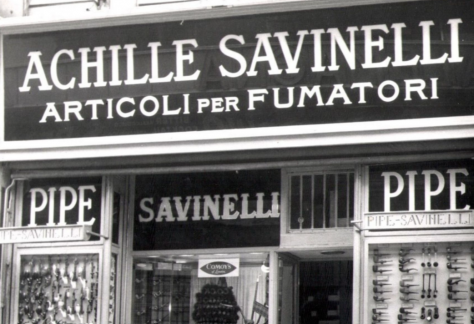 ACHILLE SAVINELLI
ARTICOLI PER FUMATORI
PIPE
SAVINELLI
PIPE
PIPE-SAVINELLI